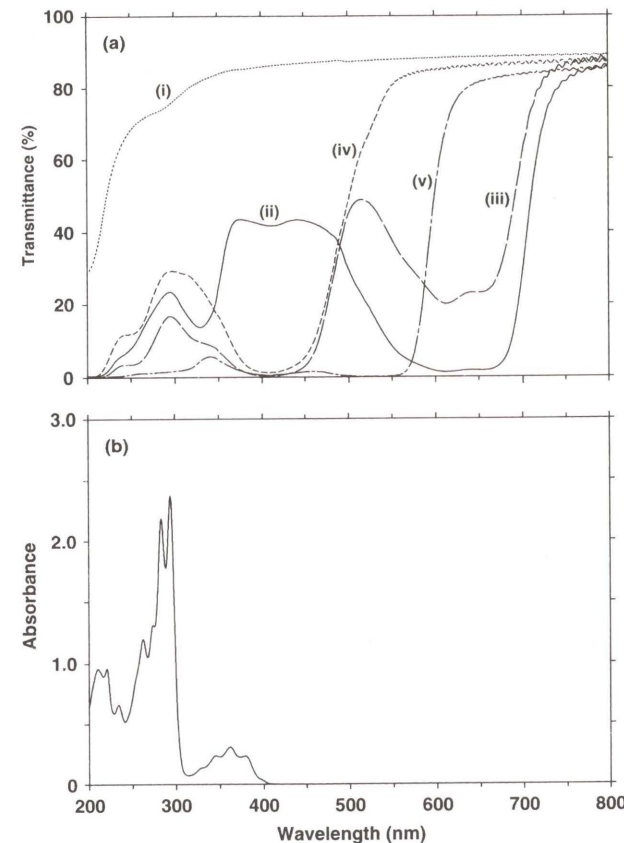 100
(a)
80
(i)
60
(iv)
(v)
(ii)
(iii)
40
20
0
Transmittance (%)
3.0
(b)
2.0
1.0
0
Absorbance
200 300 400 500 600 700 800
Wavelength (nm)